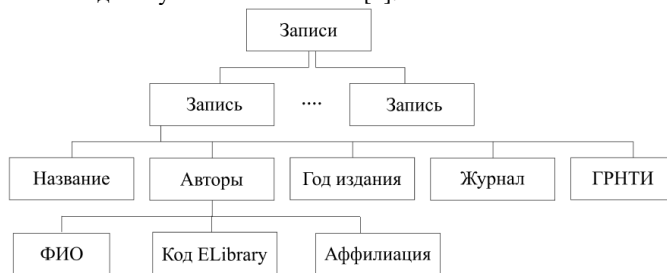 Записи
Запись .... Запись
Название Авторы Год издания Журнал ГРНТИ
ФИО Код ELibrary Аффилиация